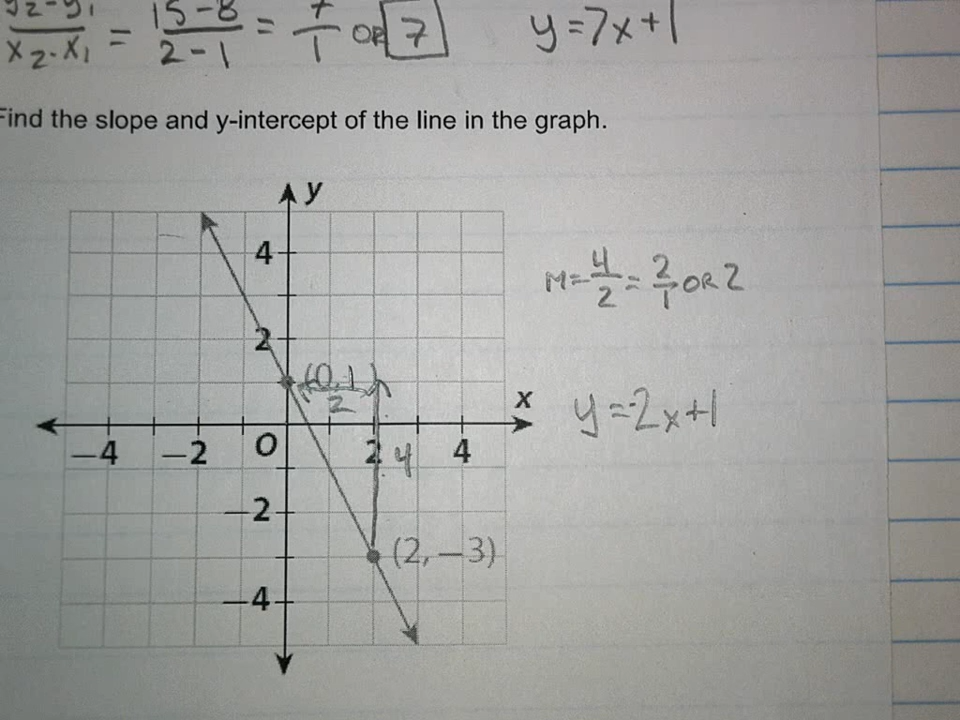 y2-y1/x2-x1 = 15-8/2-1 = 7/1 OR 7 y=7x+1
Find the slope and y-intercept of the line in the graph.
y
4
M=4/2=2/1 OR 2
2
(0,1)
2
x
y=-2x+1
-4 -2 O 2 4 4
-2
(2, -3)
-4